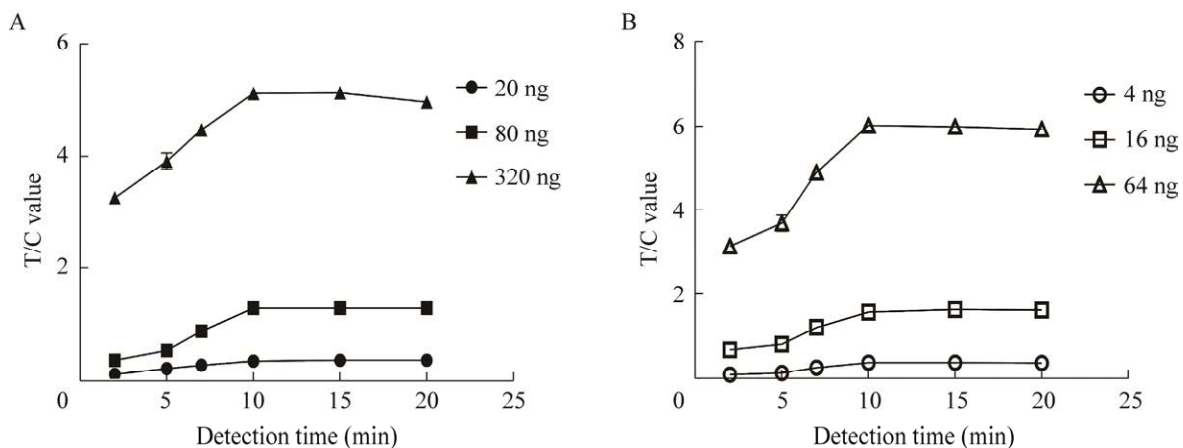 A
6
4
2
0
5
10
15
20
25
T/C value
Detection time (min)
20 ng
80 ng
320 ng
B
8
6
4
2
0
5
10
15
20
25
T/C value
Detection time (min)
4 ng
16 ng
64 ng